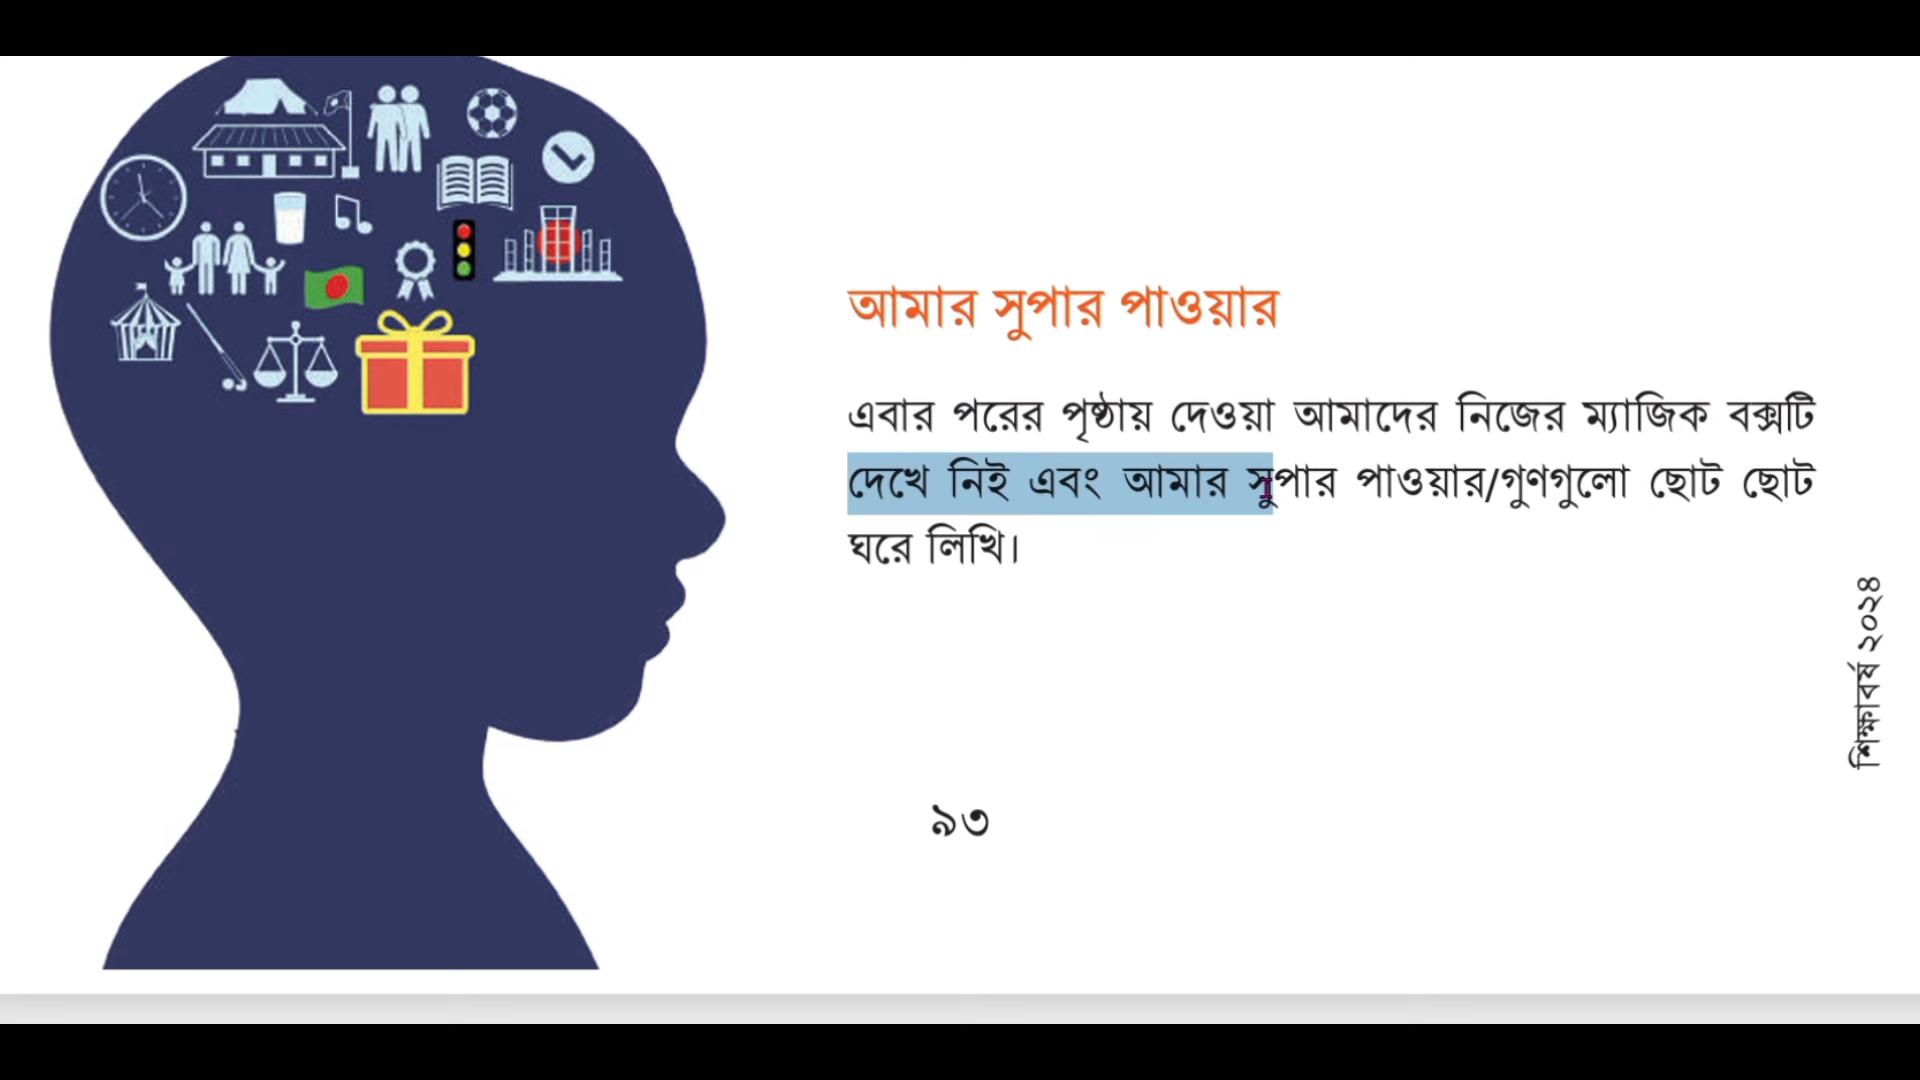 আমার সুপার পাওয়ার
এবার পরের পৃষ্ঠায় দেওয়া আমাদের নিজের ম্যাজিক বক্সটি
দেখে নিই এবং আমার সুপার পাওয়ার/গুণগুলো ছোট ছোট
ঘরে লিখি।
শিক্ষাবর্ষ ২০২৪
৯৩